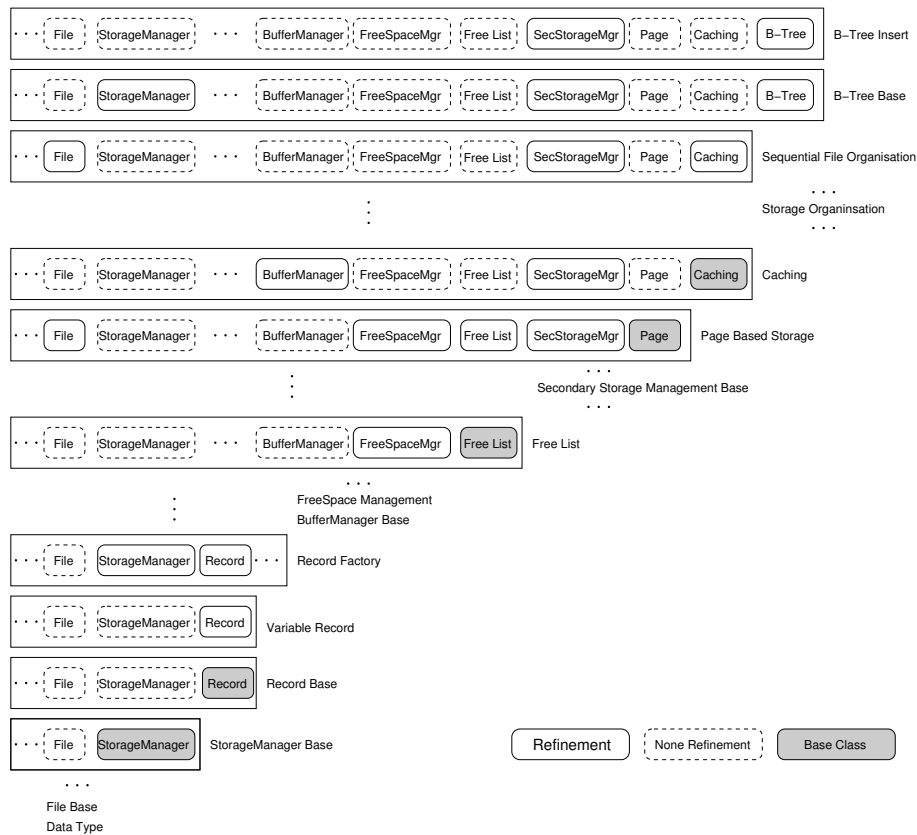 · · · File StorageManager · · · BufferManager FreeSpaceMgr Free List SecStorageMgr Page Caching B−Tree B−Tree Insert
· · · File StorageManager · · · BufferManager FreeSpaceMgr Free List SecStorageMgr Page Caching B−Tree B−Tree Base
· · · File StorageManager · · · BufferManager FreeSpaceMgr Free List SecStorageMgr Page Caching Sequential File Organisation
· · ·
Storage Organinsation
· · ·
· · · File StorageManager · · · BufferManager FreeSpaceMgr Free List SecStorageMgr Page Caching Caching
· · · File StorageManager · · · BufferManager FreeSpaceMgr Free List SecStorageMgr Page Page Based Storage
· · ·
Secondary Storage Management Base
· · ·
· · · File StorageManager · · · BufferManager FreeSpaceMgr Free List Free List
· · ·
FreeSpace Management
BufferManager Base
· · · File StorageManager Record · · · Record Factory
· · · File StorageManager Record Variable Record
· · · File StorageManager Record Record Base
· · · File StorageManager StorageManager Base
Refinement None Refinement Base Class
· · ·
File Base
Data Type